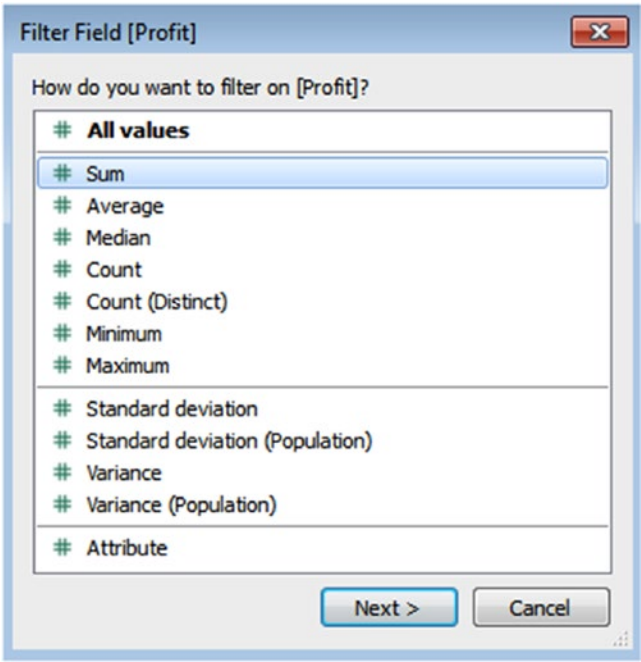 Filter Field [Profit]
How do you want to filter on [Profit]?
# All values
# Sum
# Average
# Median
# Count
# Count (Distinct)
# Minimum
# Maximum
# Standard deviation
# Standard deviation (Population)
# Variance
# Variance (Population)
# Attribute
Next > Cancel